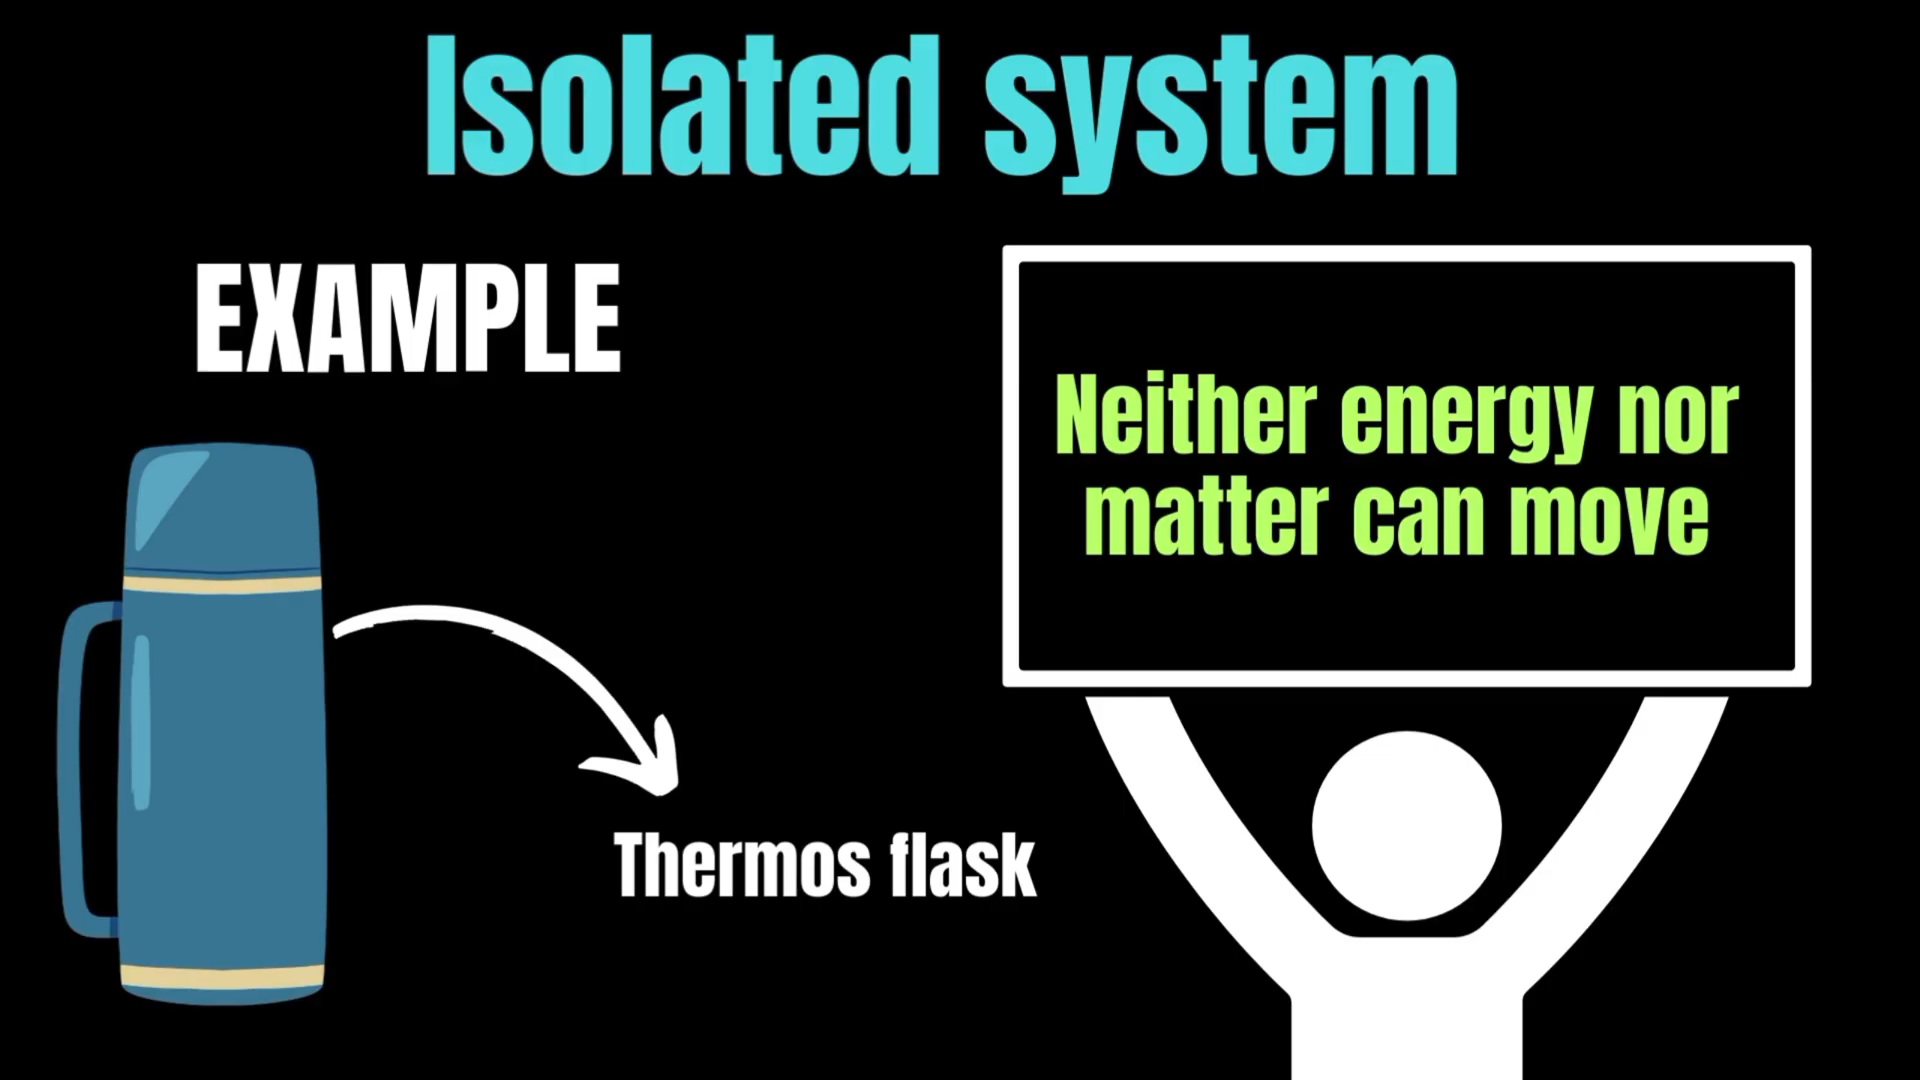 Isolated system
EXAMPLE
Neither energy nor
matter can move
Thermos flask